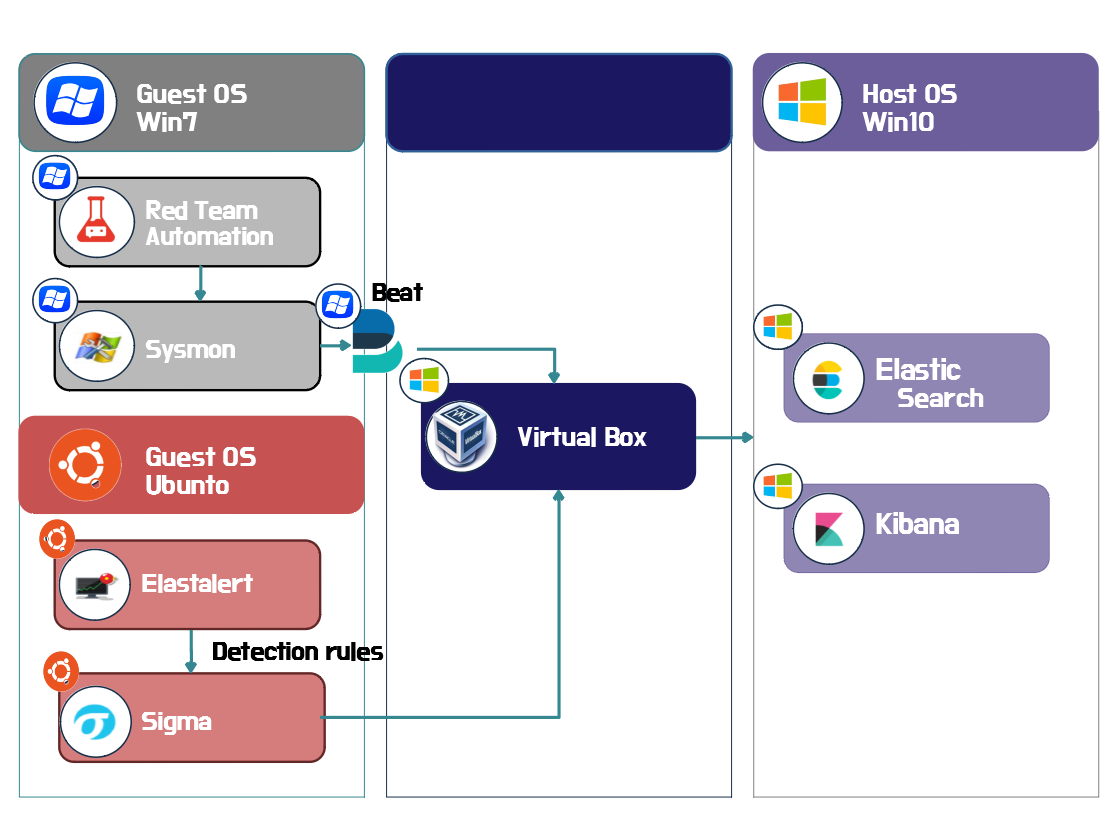 Guest OS
Win7
Host OS
Win10
Red Team
Automation
Beat
Sysmon
Elastic
Search
Virtual Box
Guest OS
Ubunto
Kibana
Elastalert
Detection rules
Sigma